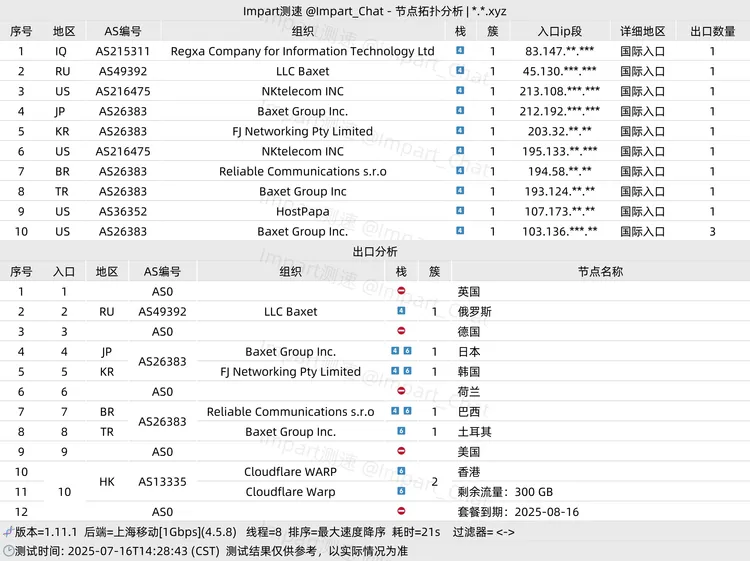 Impart测速 @Impart_Chat - 节点拓扑分析 | *.*.xyz
序号 地区 AS编号 组织 栈 簇 入口ip段 详细地区 出口数量
1 IQ AS215311 Regxa Company for Information Technology Ltd 4 1 83.147.**.*** 国际入口 1
2 RU AS49392 LLC Baxet 4 1 45.130.***.*** 国际入口 1
3 US AS216475 NKtelecom INC 4 1 213.108.***.*** 国际入口 1
4 JP AS26383 Baxet Group Inc. 4 1 212.192.***.*** 国际入口 1
5 KR AS26383 FJ Networking Pty Limited 4 1 203.32.**.** 国际入口 1
6 US AS216475 NKtelecom INC 4 1 195.133.**.*** 国际入口 1
7 BR AS26383 Reliable Communications s.r.o 4 1 194.58.**.** 国际入口 1
8 TR AS26383 Baxet Group Inc 4 1 193.124.**.** 国际入口 1
9 US AS36352 HostPapa 4 1 107.173.**.** 国际入口 1
10 US AS26383 Baxet Group Inc. 4 1 103.136.***.** 国际入口 3
出口分析
序号 入口 地区 AS编号 组织 栈 簇 节点名称
1 1 AS0 英国
2 2 RU AS49392 LLC Baxet 4 1 俄罗斯
3 3 AS0 德国
4 4 JP AS26383 Baxet Group Inc. 4 6 1 日本
5 5 KR FJ Networking Pty Limited 4 6 1 韩国
6 6 AS0 荷兰
7 7 BR AS26383 Reliable Communications s.r.o 4 6 1 巴西
8 8 TR Baxet Group Inc. 6 1 土耳其
9 9 AS0 美国
10 10 HK AS13335 Cloudflare WARP 6 2 香港
11 Cloudflare Warp 6 剩余流量：300 GB
12 AS0 套餐到期：2025-08-16
版本=1.11.1 后端=上海移动[1Gbps](4.5.8) 线程=8 排序=最大速度降序 耗时=21s 过滤器= <->
测试时间: 2025-07-16T14:28:43 (CST) 测试结果仅供参考，以实际情况为准